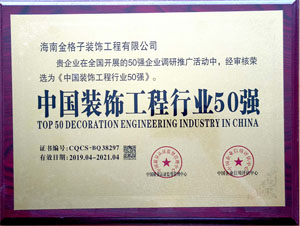 海南金格子装饰工程有限公司
贵企业在全国开展的50强企业调研推广活动中，经审核荣
选为《中国装饰工程行业50强》。
中国装饰工程行业50强
TOP 50 DECORATION ENGINEERING INDUSTRY IN CHINA
证书编号：CQCS-BQ38297
有效日期：2019.04-2021.04